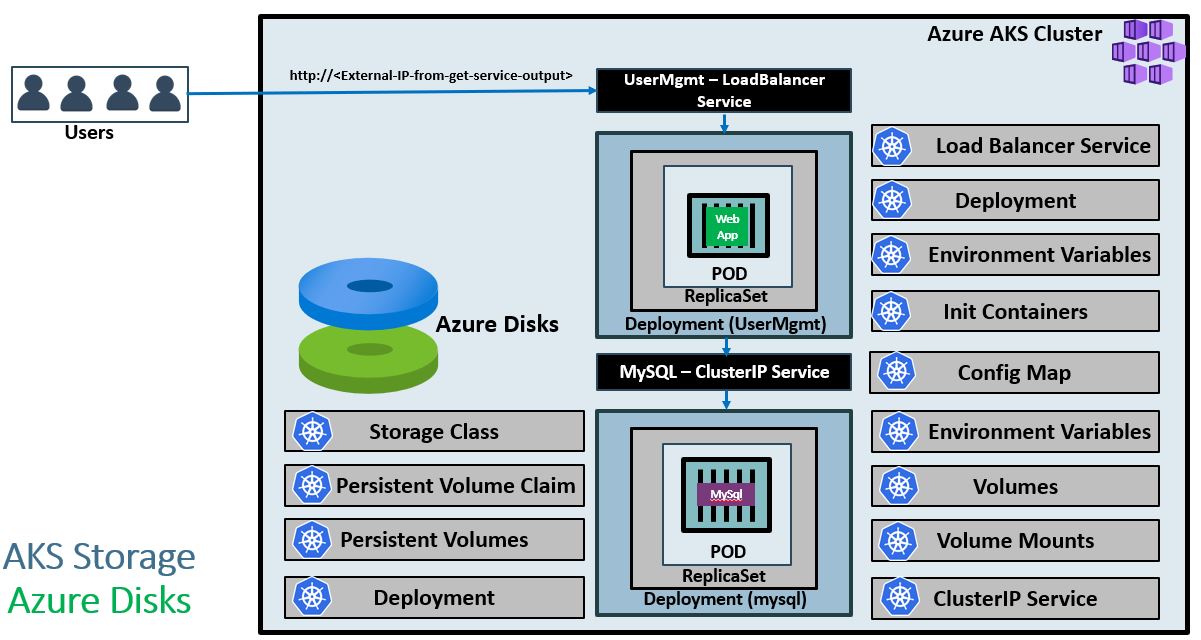 Azure AKS Cluster
http://<External-IP-from-get-service-output>
Users
UserMgmt – LoadBalancer
Service
Web
App
POD
ReplicaSet
Deployment (UserMgmt)
MySQL – ClusterIP Service
MySql
POD
ReplicaSet
Deployment (mysql)
Azure Disks
Storage Class
Persistent Volume Claim
Persistent Volumes
Deployment
Load Balancer Service
Deployment
Environment Variables
Init Containers
Config Map
Environment Variables
Volumes
Volume Mounts
ClusterIP Service
AKS Storage
Azure Disks